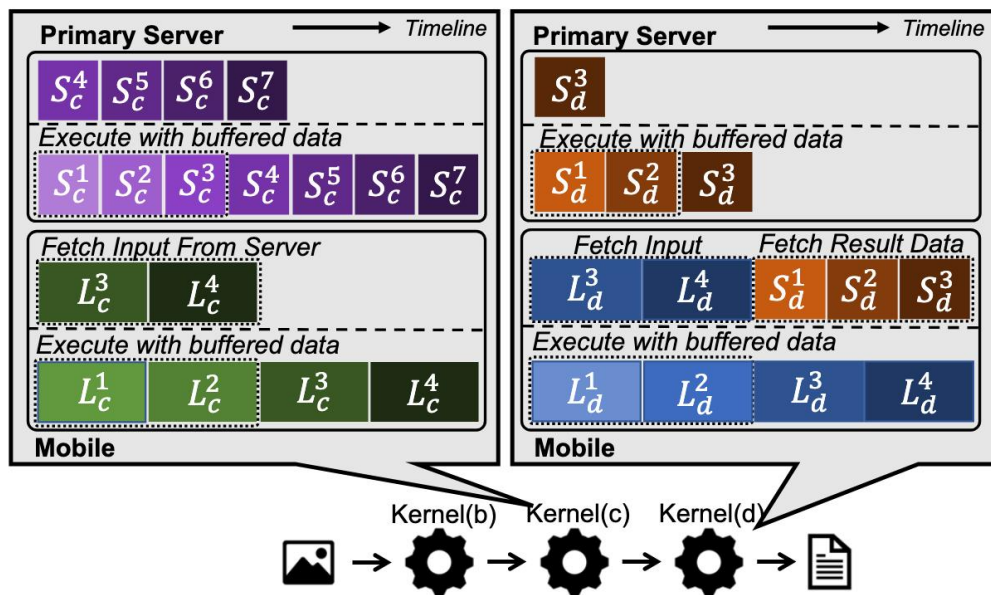 Primary Server
Timeline
S_c^4 S_c^5 S_c^6 S_c^7
Execute with buffered data
S_c^1 S_c^2 S_c^3 S_c^4 S_c^5 S_c^6 S_c^7
Fetch Input From Server
L_c^3 L_c^4
Execute with buffered data
L_c^1 L_c^2 L_c^3 L_c^4
Mobile
Primary Server
Timeline
S_d^3
Execute with buffered data
S_d^1 S_d^2 S_d^3
Fetch Input Fetch Result Data
L_d^3 L_d^4 S_d^1 S_d^2 S_d^3
Execute with buffered data
L_d^1 L_d^2 L_d^3 L_d^4
Mobile
Kernel(b) Kernel(c) Kernel(d)